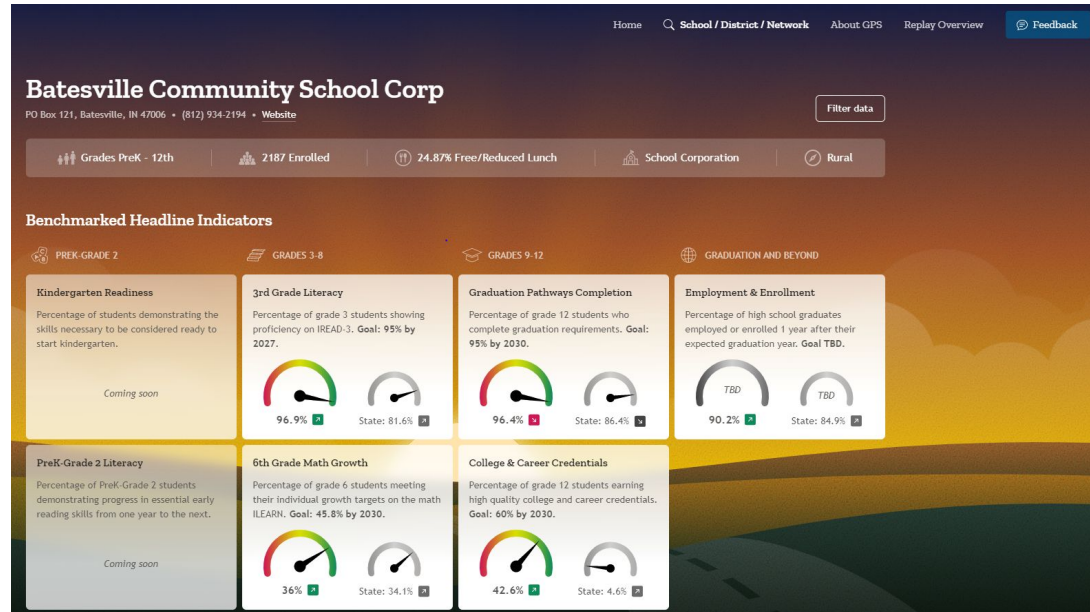 Home
School / District / Network
About GPS
Replay Overview
Feedback
Batesville Community School Corp
PO Box 121, Batesville, IN 47006 • (812) 934-2194 • Website
Filter data
Grades PreK - 12th
2187 Enrolled
24.87% Free/Reduced Lunch
School Corporation
Rural
Benchmarked Headline Indicators
PREK-GRADE 2
Kindergarten Readiness
Percentage of students demonstrating the
skills necessary to be considered ready to
start kindergarten.
Coming soon
PreK-Grade 2 Literacy
Percentage of PreK-Grade 2 students
demonstrating progress in essential early
reading skills from one year to the next.
Coming soon
GRADES 3-8
3rd Grade Literacy
Percentage of grade 3 students showing
proficiency on IREAD-3. Goal: 95% by
2027.
96.9%
State: 81.6%
6th Grade Math Growth
Percentage of grade 6 students meeting
their individual growth targets on the math
ILEARN. Goal: 45.8% by 2030.
36%
State: 34.1%
GRADES 9-12
Graduation Pathways Completion
Percentage of grade 12 students who
complete graduation requirements. Goal:
95% by 2030.
96.4%
State: 86.4%
College & Career Credentials
Percentage of grade 12 students earning
high quality college and career credentials.
Goal: 60% by 2030.
42.6%
State: 4.6%
GRADUATION AND BEYOND
Employment & Enrollment
Percentage of high school graduates
employed or enrolled 1 year after their
expected graduation year. Goal TBD.
TBD
TBD
90.2%
State: 84.9%